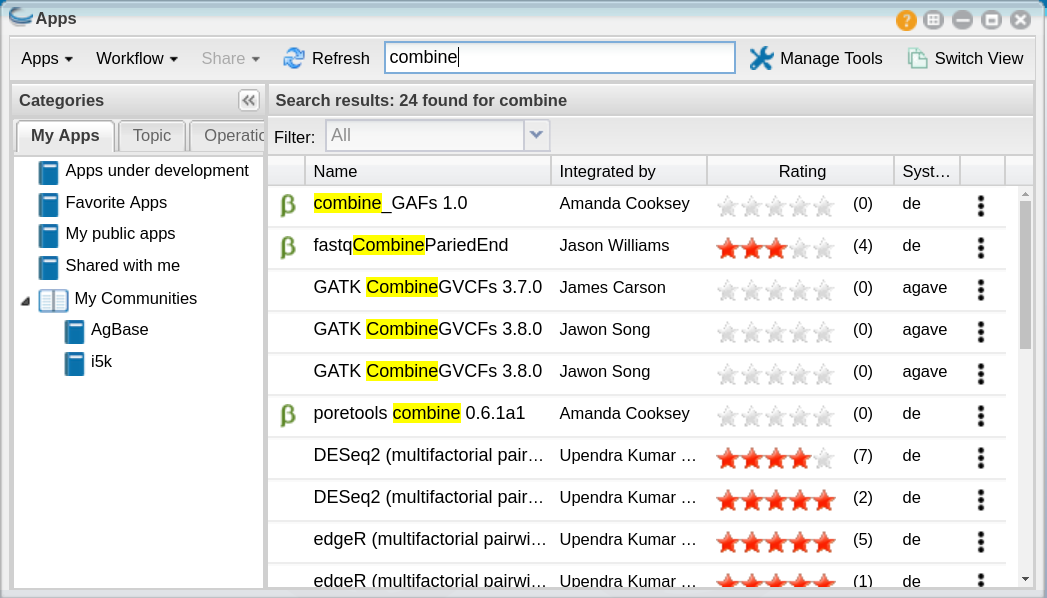 Apps
?
Apps Workflow Share Refresh combine Manage Tools Switch View
Categories
Search results: 24 found for combine
My Apps Topic Operatio
Filter: All
Apps under development
Favorite Apps
My public apps
Shared with me
My Communities
AgBase
i5k
Name Integrated by Rating Syst…
β combine_GAFs 1.0 Amanda Cooksey (0) de
β fastqCombinePariedEnd Jason Williams (4) de
GATK CombineGVCFs 3.7.0 James Carson (0) agave
GATK CombineGVCFs 3.8.0 Jawon Song (0) agave
GATK CombineGVCFs 3.8.0 Jawon Song (0) agave
β poretools combine 0.6.1a1 Amanda Cooksey (0) de
DESeq2 (multifactorial pair… Upendra Kumar … (7) de
DESeq2 (multifactorial pair… Upendra Kumar … (2) de
edgeR (multifactorial pairwi… Upendra Kumar … (5) de
edgeR (multifactorial pairwi… Upendra Kumar … (1) de